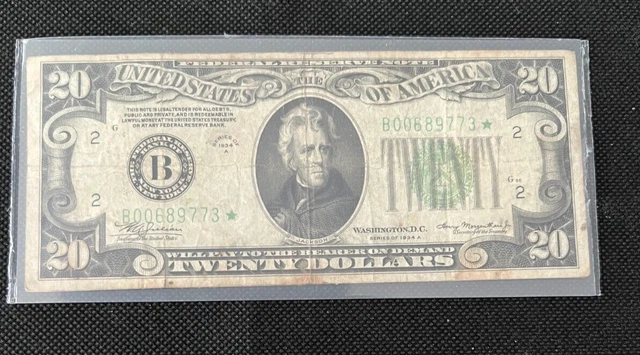 FEDERAL RESERVE NOTE
20 UNITED STATES THE OF AMERICA 20
THIS NOTE IS LEGAL TENDER FOR ALL DEBTS,
PUBLIC AND PRIVATE, AND IS REDEEMABLE IN
LAWFUL MONEY AT THE UNITED STATES TREASURY,
OR AT ANY FEDERAL RESERVE BANK.
B00689773★
G
2
2
SERIES OF
1934
A
B
G
2
2
B00689773★
WASHINGTON, D.C.
SERIES OF 1934 A
Treasurer of the United States
Henry Morgenthau Jr.
Secretary of the Treasury
JACKSON
20 WILL PAY TO THE BEARER ON DEMAND 20
TWENTY DOLLARS